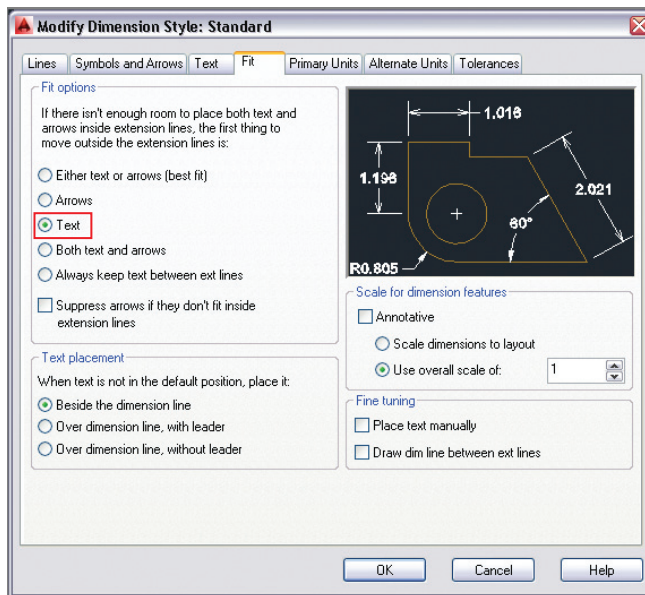 Modify Dimension Style: Standard
Lines Symbols and Arrows Text Fit Primary Units Alternate Units Tolerances
Fit options
If there isn't enough room to place both text and
arrows inside extension lines, the first thing to
move outside the extension lines is:
Either text or arrows (best fit)
Arrows
Text
Both text and arrows
Always keep text between ext lines
Suppress arrows if they don't fit inside
extension lines
Text placement
When text is not in the default position, place it:
Beside the dimension line
Over dimension line, with leader
Over dimension line, without leader
1.016
1.196
2.021
60°
R0.805
Scale for dimension features
Annotative
Scale dimensions to layout
Use overall scale of: 1
Fine tuning
Place text manually
Draw dim line between ext lines
OK Cancel Help